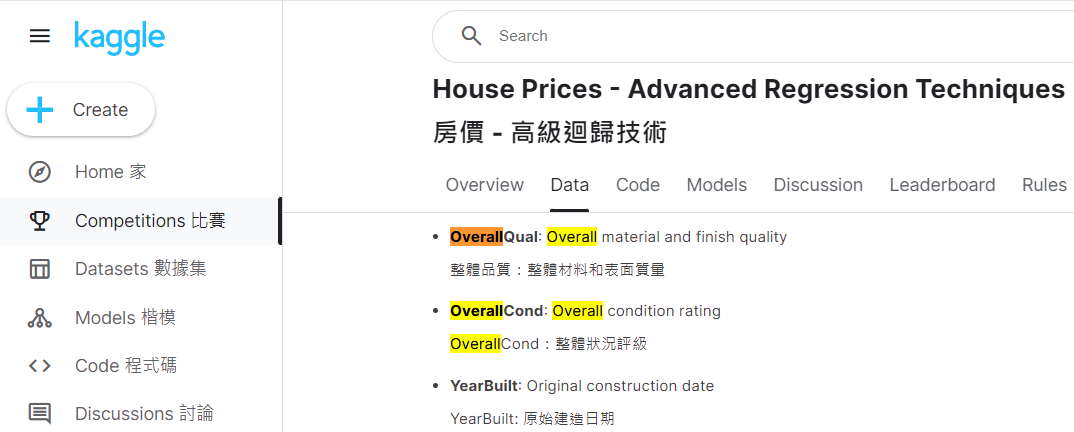 kaggle
Search
Create
Home 家
Competitions 比賽
Datasets 數據集
Models 楷模
Code 程式碼
Discussions 討論
House Prices - Advanced Regression Techniques
房價 - 高級迴歸技術
Overview Data Code Models Discussion Leaderboard Rules
OverallQual: Overall material and finish quality
整體品質：整體材料和表面質量
OverallCond: Overall condition rating
OverallCond：整體狀況評級
YearBuilt: Original construction date
YearBuilt: 原始建造日期